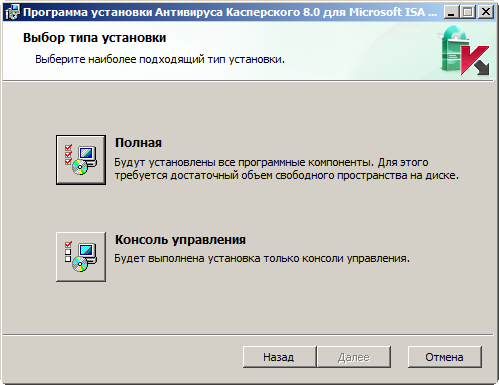 Программа установки Антивируса Касперского 8.0 для Microsoft ISA ...
Выбор типа установки
Выберите наиболее подходящий тип установки.
Полная
Будут установлены все программные компоненты. Для этого
требуется достаточный объем свободного пространства на диске.
Консоль управления
Будет выполнена установка только консоли управления.
Назад
Далее
Отмена